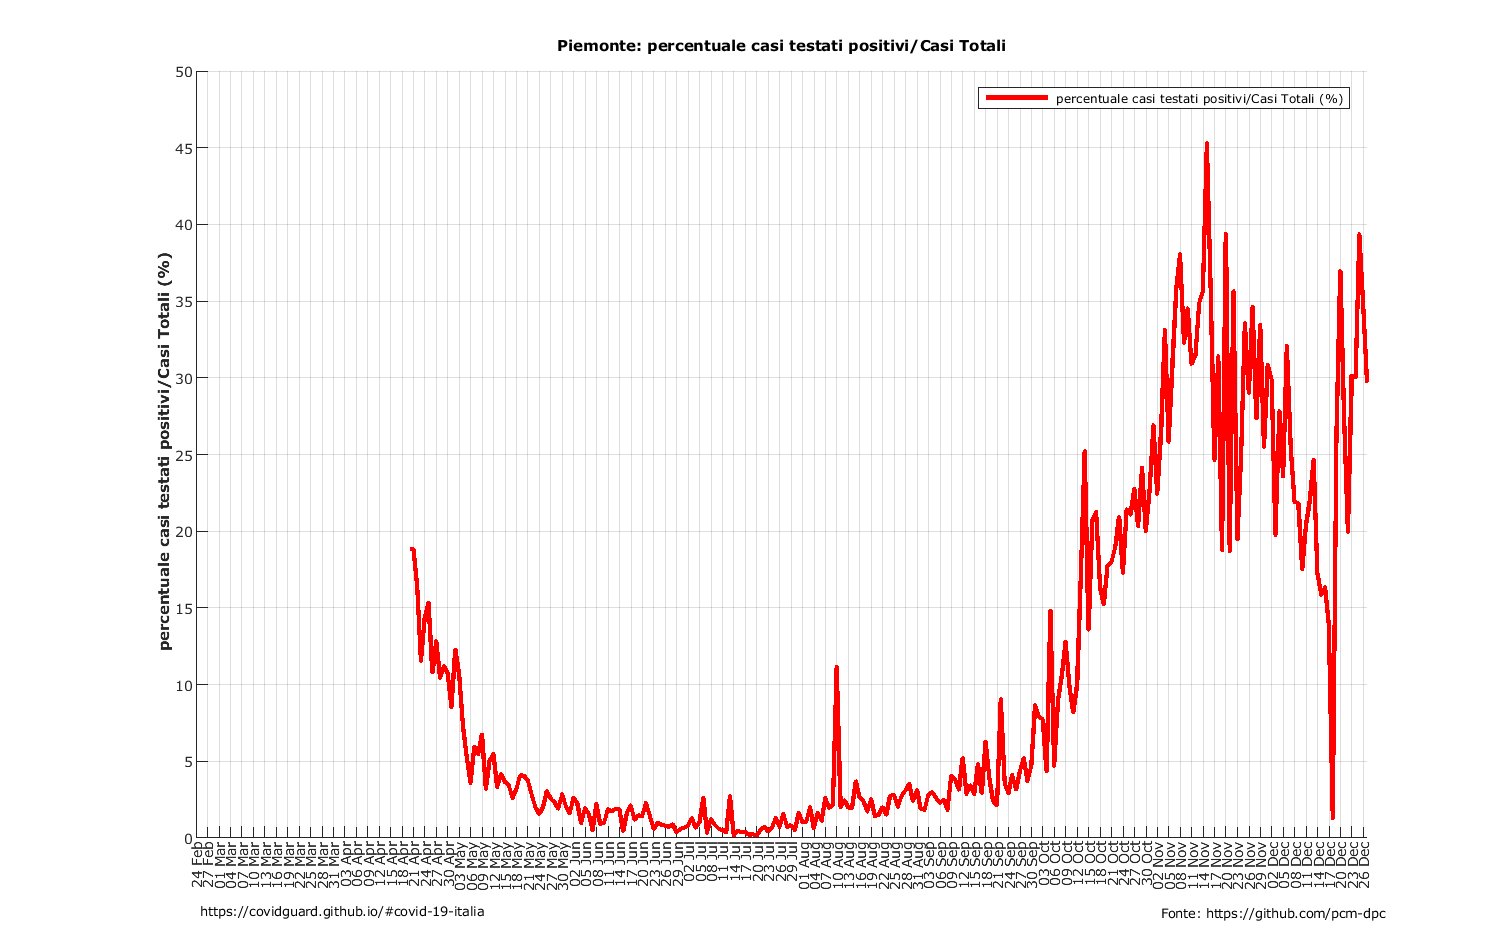 Piemonte: percentuale casi testati positivi/Casi Totali
percentuale casi testati positivi/Casi Totali (%)
percentuale casi testati positivi/Casi Totali (%)
50
45
40
35
30
25
20
15
10
5
0
24 Feb
27 Feb
01 Mar
04 Mar
07 Mar
10 Mar
13 Mar
16 Mar
19 Mar
22 Mar
25 Mar
28 Mar
31 Mar
03 Apr
06 Apr
09 Apr
12 Apr
15 Apr
18 Apr
21 Apr
24 Apr
27 Apr
30 Apr
03 May
06 May
09 May
12 May
15 May
18 May
21 May
24 May
27 May
30 May
02 Jun
05 Jun
08 Jun
11 Jun
14 Jun
17 Jun
20 Jun
23 Jun
26 Jun
29 Jun
02 Jul
05 Jul
08 Jul
11 Jul
14 Jul
17 Jul
20 Jul
23 Jul
26 Jul
29 Jul
01 Aug
04 Aug
07 Aug
10 Aug
13 Aug
16 Aug
19 Aug
22 Aug
25 Aug
28 Aug
31 Aug
03 Sep
06 Sep
09 Sep
12 Sep
15 Sep
18 Sep
21 Sep
24 Sep
27 Sep
30 Sep
03 Oct
06 Oct
09 Oct
12 Oct
15 Oct
18 Oct
21 Oct
24 Oct
27 Oct
30 Oct
02 Nov
05 Nov
08 Nov
11 Nov
14 Nov
17 Nov
20 Nov
23 Nov
26 Nov
29 Nov
02 Dec
05 Dec
08 Dec
11 Dec
14 Dec
17 Dec
20 Dec
23 Dec
26 Dec
https://covidguard.github.io/#covid-19-italia
Fonte: https://github.com/pcm-dpc